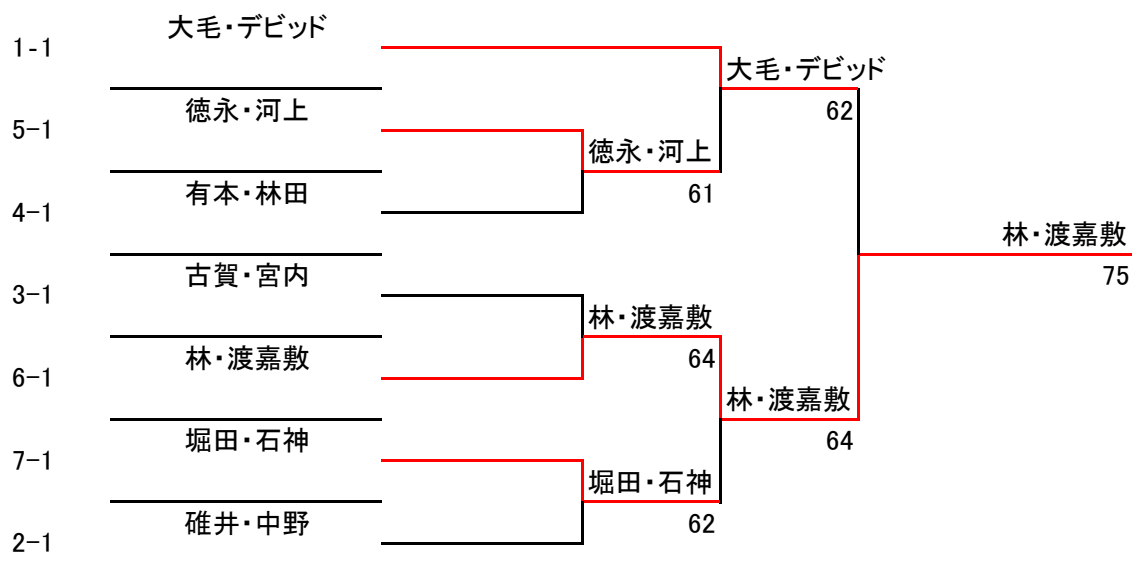 大毛・デビッド
1-1
大毛・デビッド
徳永・河上
62
5-1
徳永・河上
有本・林田
61
4-1
林・渡嘉敷
古賀・宮内
75
3-1
林・渡嘉敷
林・渡嘉敷
64
6-1
林・渡嘉敷
堀田・石神
64
7-1
堀田・石神
碓井・中野
62
2-1